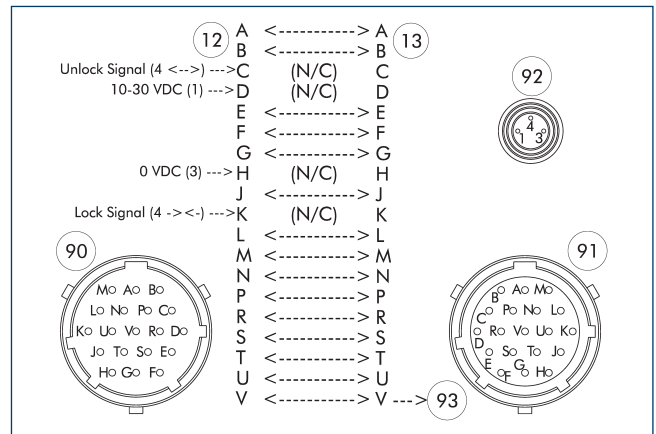 12 A <-----------> A 13
B <-----------> B
Unlock Signal (4 <-->) --->C (N/C) C
10-30 VDC (1) --->D (N/C) D
E <-----------> E
F <-----------> F
G <-----------> G
0 VDC (3) --->H (N/C) H
J <-----------> J
Lock Signal (4 -><-) --->K (N/C) K
L <-----------> L
M <-----------> M
N <-----------> N
P <-----------> P
R <-----------> R
S <-----------> S
T <-----------> T
U <-----------> U
V <-----------> V ---> 93
92
4
1 3
90
M A B
L N P C
K U V R D
J T S E
H G F
91
B A M
C P N L
D R V U K
E S T J
F G H